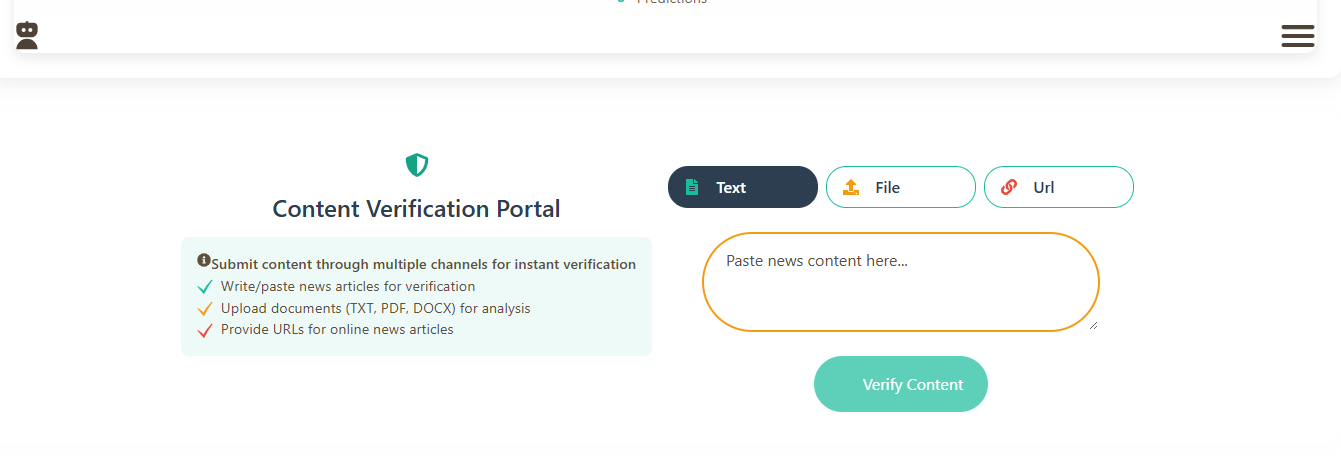 Predictions
Content Verification Portal
Submit content through multiple channels for instant verification
Write/paste news articles for verification
Upload documents (TXT, PDF, DOCX) for analysis
Provide URLs for online news articles
Text
File
Url
Paste news content here...
Verify Content